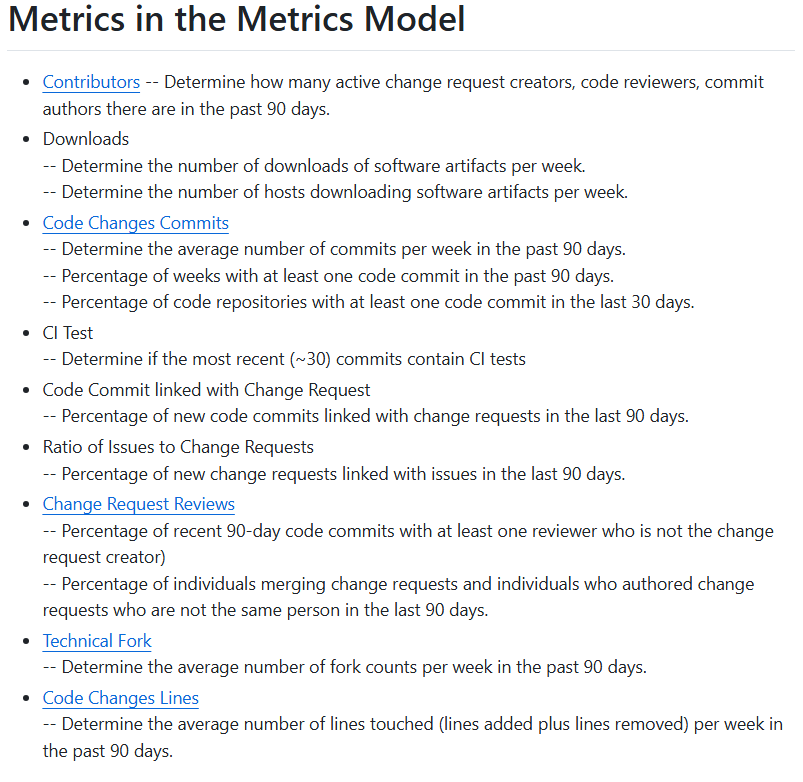 Metrics in the Metrics Model
Contributors -- Determine how many active change request creators, code reviewers, commit
authors there are in the past 90 days.
Downloads
-- Determine the number of downloads of software artifacts per week.
-- Determine the number of hosts downloading software artifacts per week.
Code Changes Commits
-- Determine the average number of commits per week in the past 90 days.
-- Percentage of weeks with at least one code commit in the past 90 days.
-- Percentage of code repositories with at least one code commit in the last 30 days.
CI Test
-- Determine if the most recent (~30) commits contain CI tests
Code Commit linked with Change Request
-- Percentage of new code commits linked with change requests in the last 90 days.
Ratio of Issues to Change Requests
-- Percentage of new change requests linked with issues in the last 90 days.
Change Request Reviews
-- Percentage of recent 90-day code commits with at least one reviewer who is not the change
request creator)
-- Percentage of individuals merging change requests and individuals who authored change
requests who are not the same person in the last 90 days.
Technical Fork
-- Determine the average number of fork counts per week in the past 90 days.
Code Changes Lines
-- Determine the average number of lines touched (lines added plus lines removed) per week in
the past 90 days.